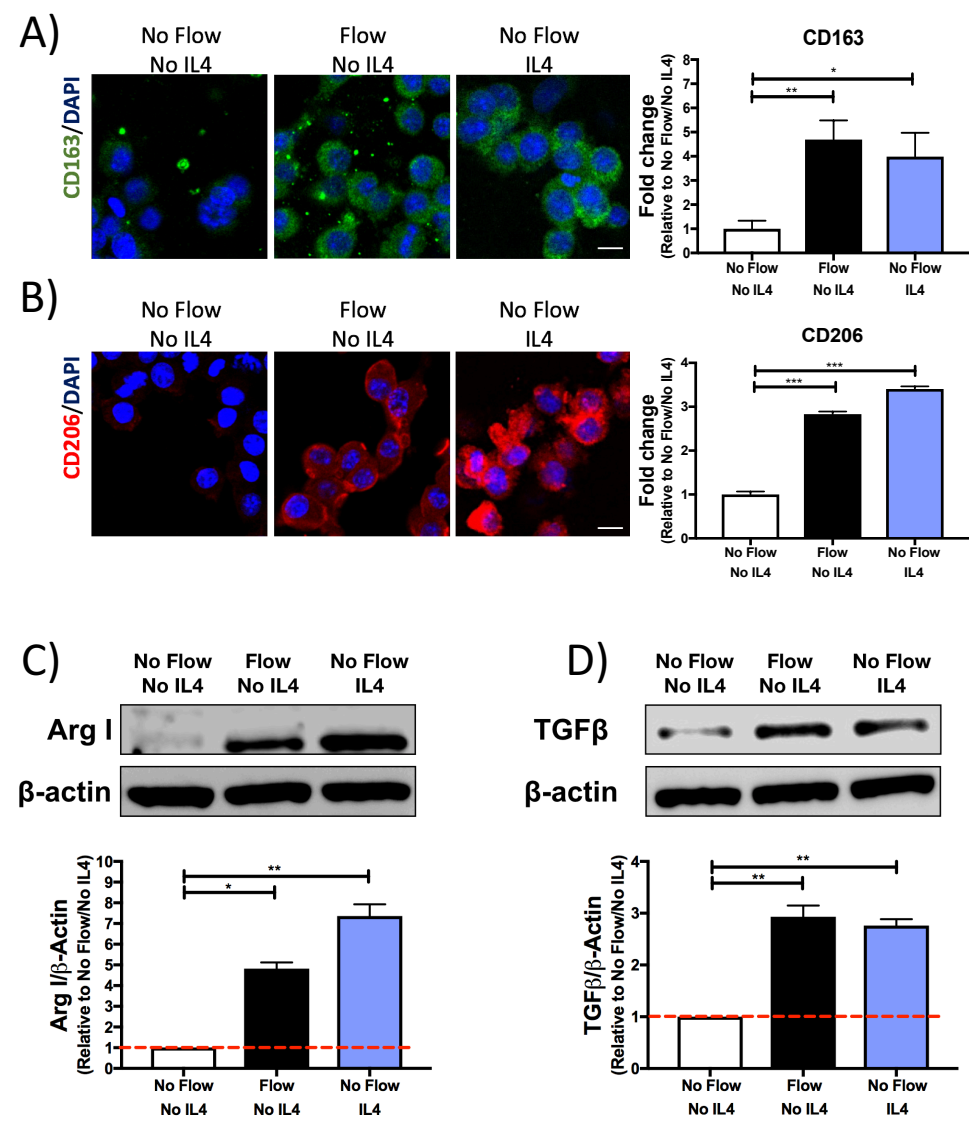 A)
No Flow
No IL4
Flow
No IL4
No Flow
IL4
CD163/DAPI
CD163
Fold change
(Relative to No Flow/No IL4)
8
7
6
5
4
3
2
1
0
*
**
No Flow
No IL4
Flow
No IL4
No Flow
IL4
B)
No Flow
No IL4
Flow
No IL4
No Flow
IL4
CD206/DAPI
CD206
Fold change
(Relative to No Flow/No IL4)
4
3
2
1
0
***
***
No Flow
No IL4
Flow
No IL4
No Flow
IL4
C)
No Flow
No IL4
Flow
No IL4
No Flow
IL4
Arg I
β-actin
Arg I/β-Actin
(Relative to No Flow/No IL4)
10
9
8
7
6
5
4
3
2
1
0
**
*
No Flow
No IL4
Flow
No IL4
No Flow
IL4
D)
No Flow
No IL4
Flow
No IL4
No Flow
IL4
TGFβ
β-actin
TGFβ/β-Actin
(Relative to No Flow/No IL4)
4
3
2
1
0
**
**
No Flow
No IL4
Flow
No IL4
No Flow
IL4